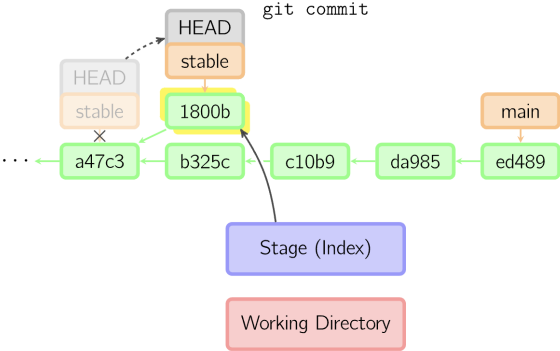 git commit
HEAD
stable
HEAD
stable
1800b
main
··· a47c3 b325c c10b9 da985 ed489
Stage (Index)
Working Directory